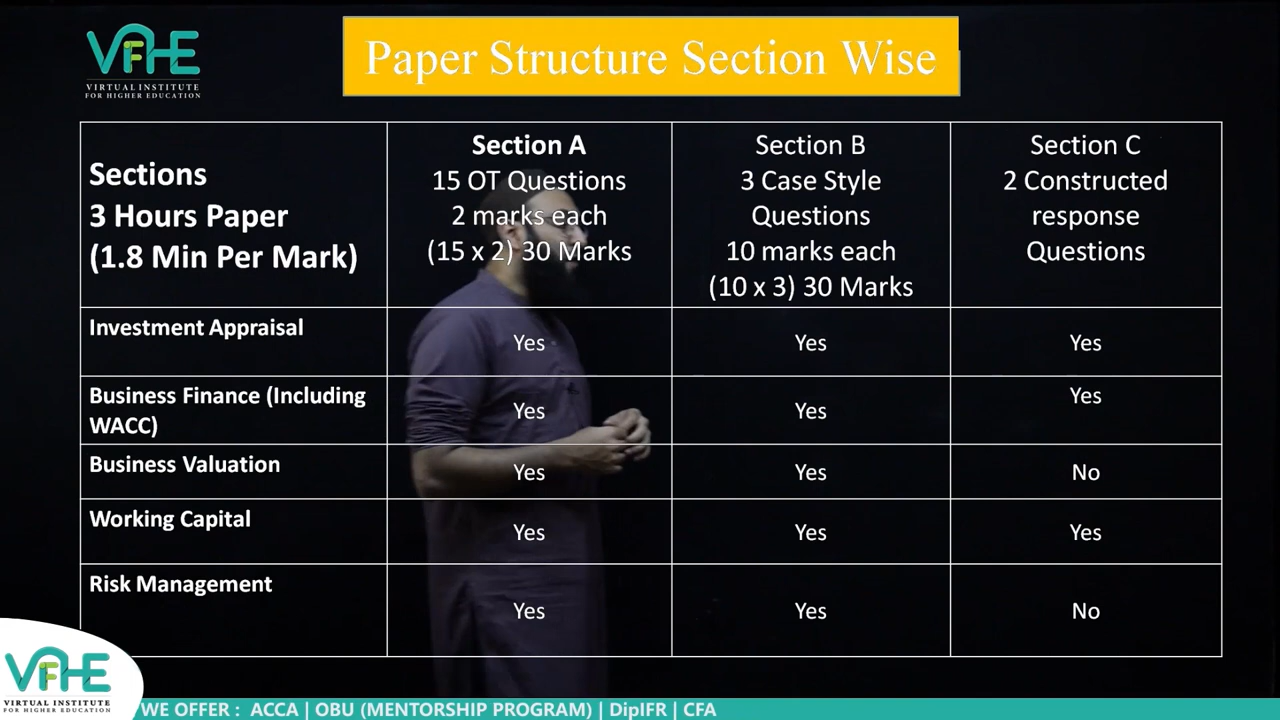 VIFHE
VIRTUAL INSTITUTE
FOR HIGHER EDUCATION
Paper Structure Section Wise
Sections
3 Hours Paper
(1.8 Min Per Mark)
Section A
15 OT Questions
2 marks each
(15 x 2) 30 Marks
Section B
3 Case Style
Questions
10 marks each
(10 x 3) 30 Marks
Section C
2 Constructed
response
Questions
Investment Appraisal
Yes
Yes
Yes
Business Finance (Including
WACC)
Yes
Yes
Yes
Business Valuation
Yes
Yes
No
Working Capital
Yes
Yes
Yes
Risk Management
Yes
Yes
No
VIFHE
VIRTUAL INSTITUTE
FOR HIGHER EDUCATION
WE OFFER : ACCA | OBU (MENTORSHIP PROGRAM) | DipIFR | CFA